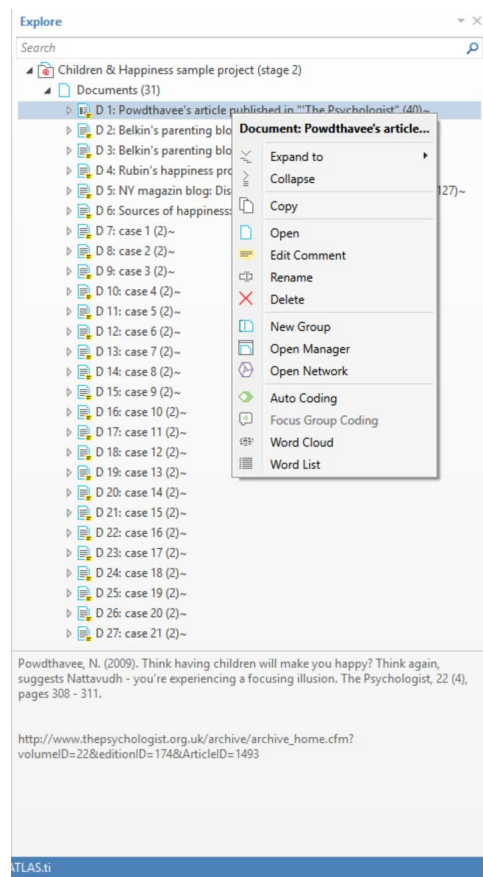 Explore
Search
Children & Happiness sample project (stage 2)
Documents (31)
D 1: Powdthavee's article published in "'The Psychologist" (40)~
D 2: Belkin's parenting blo
D 3: Belkin's parenting blo
D 4: Rubin's happiness pro
D 5: NY magazin blog: Dis 127)~
D 6: Sources of happiness:
D 7: case 1 (2)~
D 8: case 2 (2)~
D 9: case 3 (2)~
D 10: case 4 (2)~
D 11: case 5 (2)~
D 12: case 6 (2)~
D 13: case 7 (2)~
D 14: case 8 (2)~
D 15: case 9 (2)~
D 16: case 10 (2)~
D 17: case 11 (2)~
D 18: case 12 (2)~
D 19: case 13 (2)~
D 20: case 14 (2)~
D 21: case 15 (2)~
D 22: case 16 (2)~
D 23: case 17 (2)~
D 24: case 18 (2)~
D 25: case 19 (2)~
D 26: case 20 (2)~
D 27: case 21 (2)~
Document: Powdthavee's article...
Expand to
Collapse
Copy
Open
Edit Comment
Rename
Delete
New Group
Open Manager
Open Network
Auto Coding
Focus Group Coding
Word Cloud
Word List
Powdthavee, N. (2009). Think having children will make you happy? Think again,
suggests Nattavudh - you're experiencing a focusing illusion. The Psychologist, 22 (4),
pages 308 - 311.
http://www.thepsychologist.org.uk/archive/archive_home.cfm?
volumeID=22&editionID=174&ArticleID=1493
ATLAS.ti